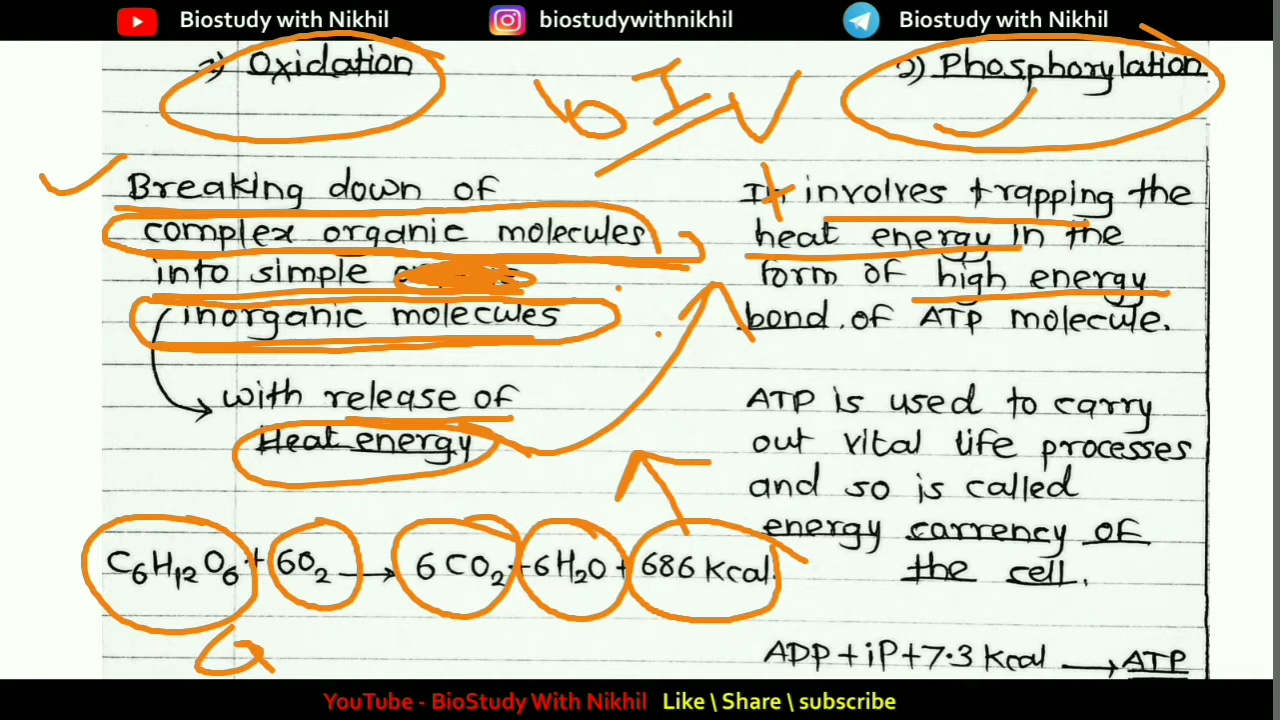 Biostudy with Nikhil
biostudywithnikhil
Biostudy with Nikhil
Oxidation
Breaking down of
complex organic molecules
into simple
inorganic molecules
with release of
Heat energy
C₆H₁₂O₆ + 6O₂ → 6CO₂ + 6H₂O + 686 Kcal.
2) Phosphorylation
It involves trapping the
heat energy in the
form of high energy
bond of ATP molecule.
ATP is used to carry
out vital life processes
and so is called
energy currency of
the cell.
ADP + iP + 7.3 Kcal → ATP
YouTube - BioStudy With Nikhil Like \ Share \ subscribe